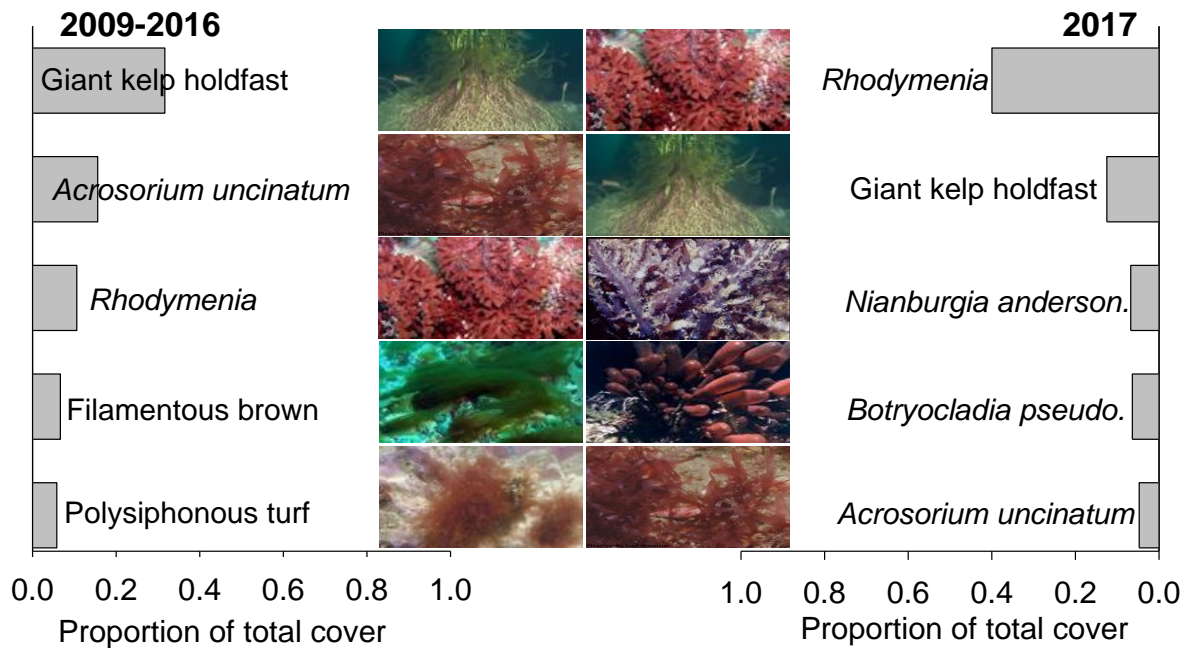 2009-2016
Giant kelp holdfast
Acrosorium uncinatum
Rhodymenia
Filamentous brown
Polysiphonous turf
0.0 0.2 0.4 0.6 0.8 1.0
Proportion of total cover
2017
Rhodymenia
Giant kelp holdfast
Nianburgia anderson.
Botryocladia pseudo.
Acrosorium uncinatum
1.0 0.8 0.6 0.4 0.2 0.0
Proportion of total cover